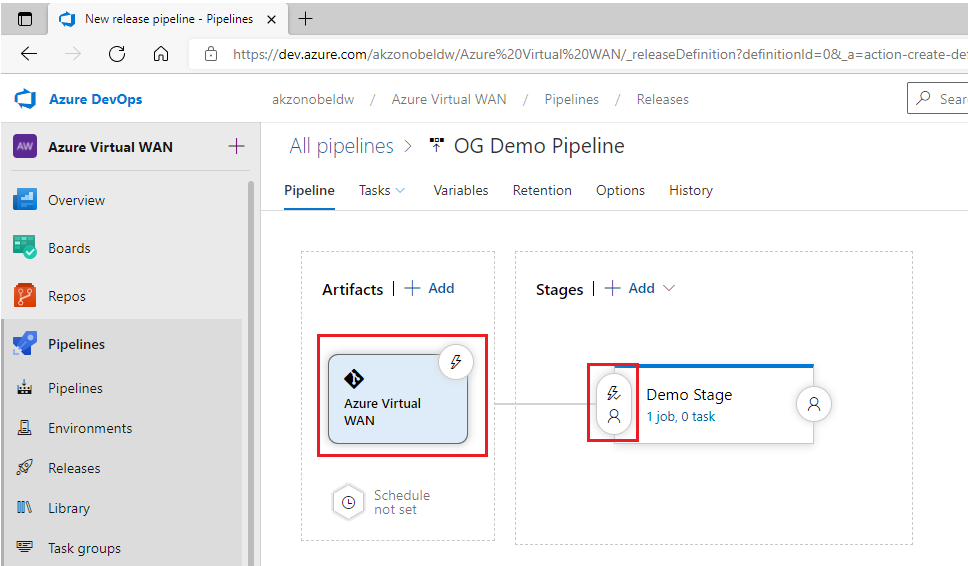 New release pipeline - Pipelines
https://dev.azure.com/akzonobeldw/Azure%20Virtual%20WAN/_releaseDefinition?definitionId=0&_a=action-create-de
Azure DevOps
akzonobeldw / Azure Virtual WAN / Pipelines / Releases
Sear
AW Azure Virtual WAN
All pipelines > OG Demo Pipeline
Pipeline Tasks Variables Retention Options History
Overview
Boards
Repos
Pipelines
Pipelines
Environments
Releases
Library
Task groups
Artifacts | + Add
Azure Virtual
WAN
Schedule
not set
Stages | + Add
Demo Stage
1 job, 0 task